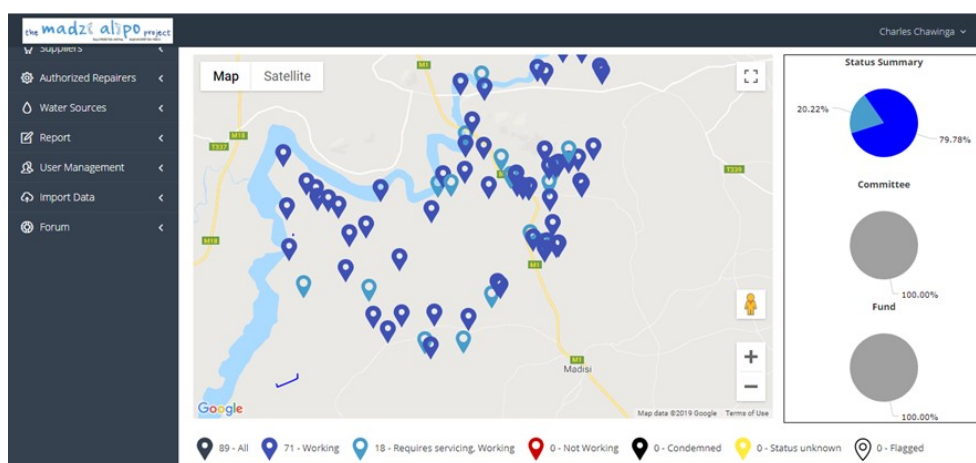 the madzi alipo project
Charles Chawinga
Suppliers
Authorized Repairers
Water Sources
Report
User Management
Import Data
Forum
Map Satellite
M1
M18
T337
T339
M18
M1
M1
Madisi
Google
Map data ©2019 Google Terms of Use
Status Summary
20.22%
79.78%
Committee
100.00%
Fund
100.00%
89 - All 71 - Working 18 - Requires servicing, Working 0 - Not Working 0 - Condemned 0 - Status unknown 0 - Flagged